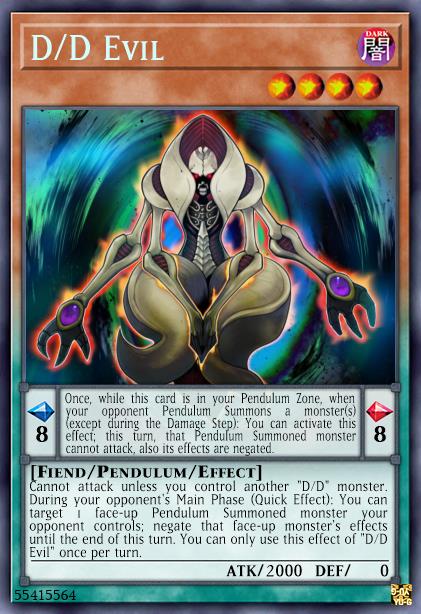 D/D Evil
DARK
闇
Once, while this card is in your Pendulum Zone, when
your opponent Pendulum Summons a monster(s)
(except during the Damage Step): You can activate this
effect; this turn, that Pendulum Summoned monster
cannot attack, also its effects are negated.
8
8
[Fiend/Pendulum/Effect]
Cannot attack unless you control another "D/D" monster.
During your opponent's Main Phase (Quick Effect): You can
target 1 face-up Pendulum Summoned monster your
opponent controls; negate that face-up monster's effects
until the end of this turn. You can only use this effect of "D/D
Evil" once per turn.
ATK/2000 DEF/ 0
55415564